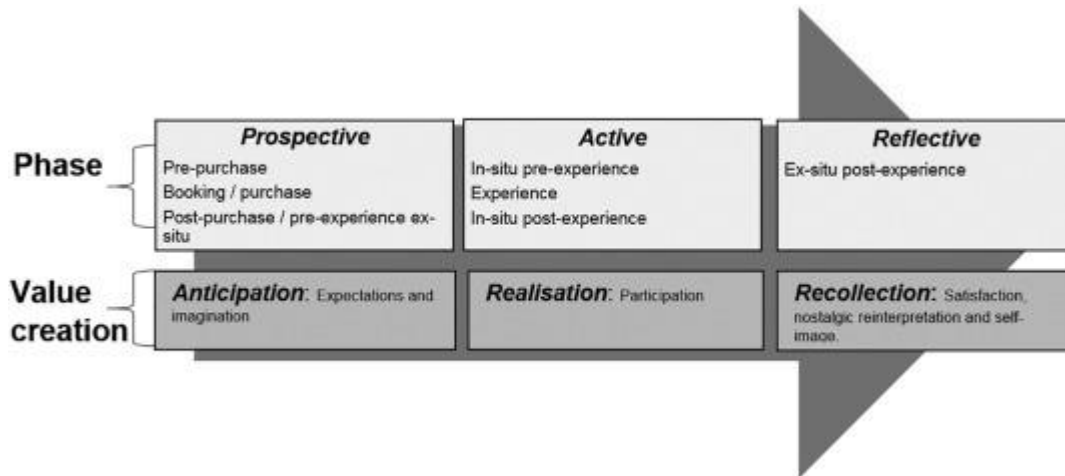 Phase
Prospective
Pre-purchase
Booking / purchase
Post-purchase / pre-experience ex-
situ
Active
In-situ pre-experience
Experience
In-situ post-experience
Reflective
Ex-situ post-experience
Value
creation
Anticipation: Expectations and
imagination
Realisation: Participation
Recollection: Satisfaction,
nostalgic reinterpretation and self-
image.